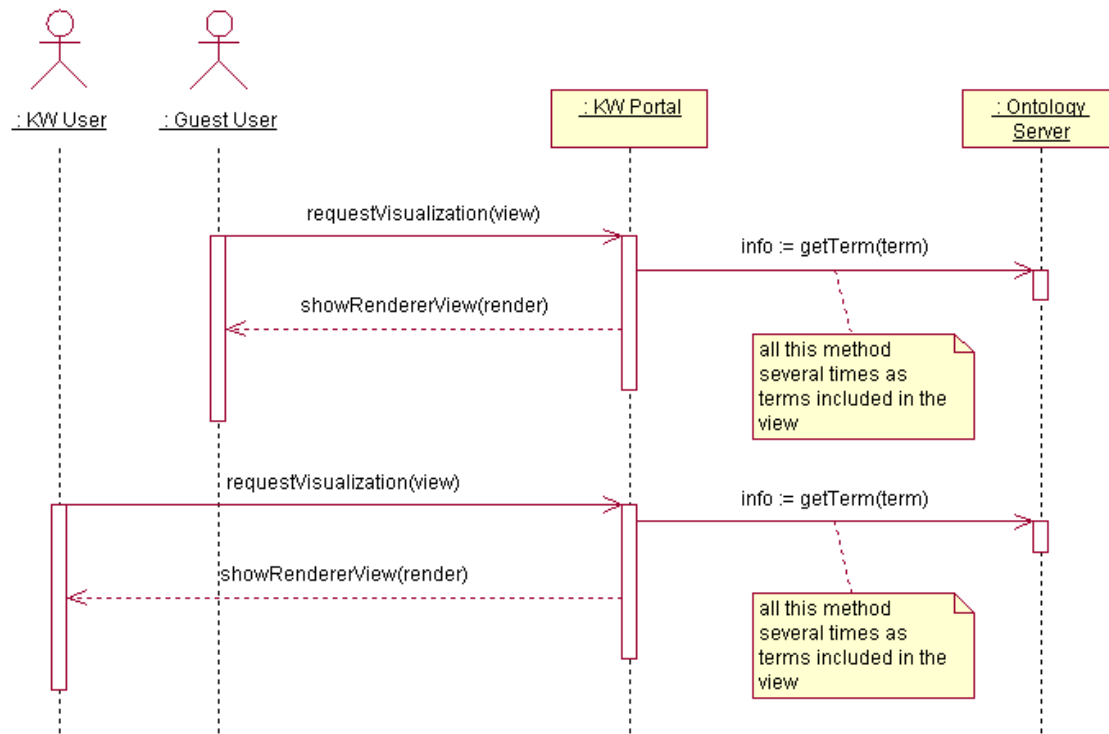 : KW User
: Guest User
: KW Portal
: Ontology
Server
requestVisualization(view)
info := getTerm(term)
showRendererView(render)
all this method
several times as
terms included in the
view
requestVisualization(view)
info := getTerm(term)
showRendererView(render)
all this method
several times as
terms included in the
view